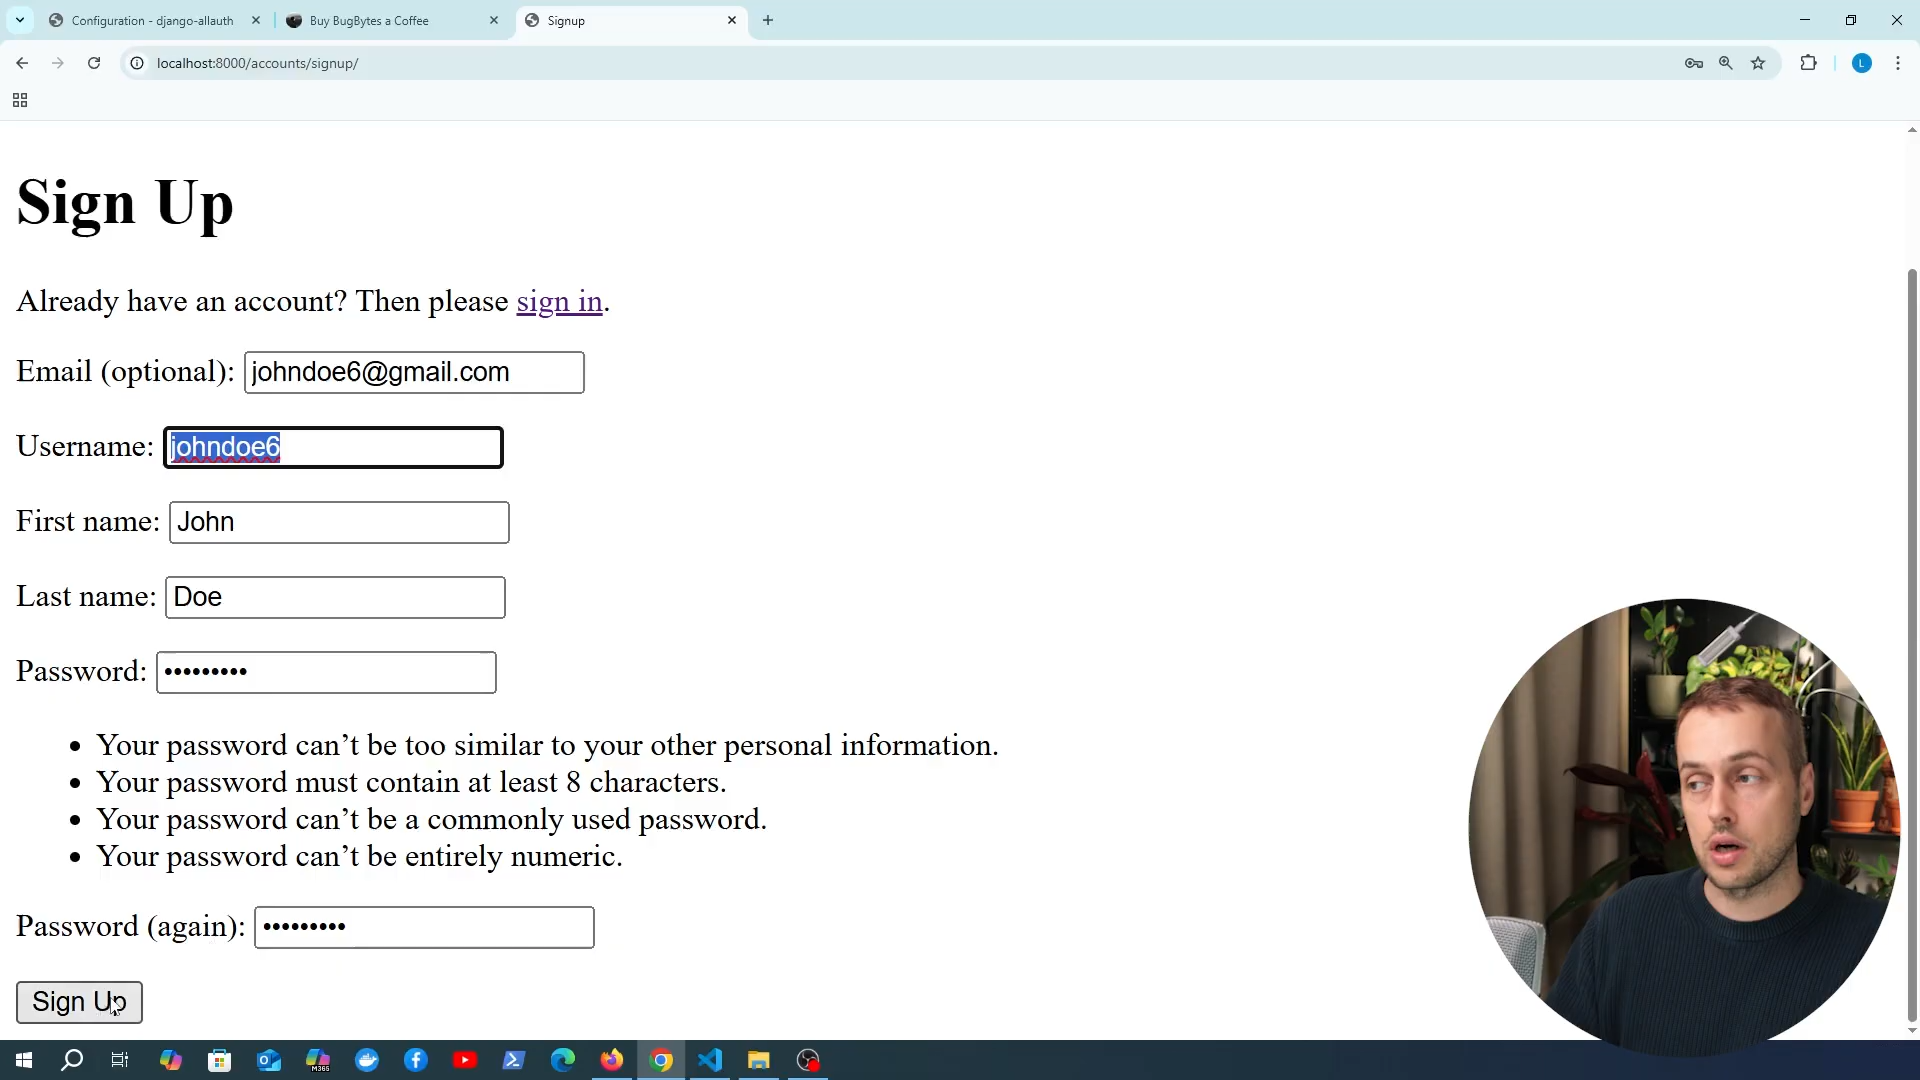 Configuration - django-allauth
Buy BugBytes a Coffee
Signup
localhost:8000/accounts/signup/
L
Sign Up
Already have an account? Then please sign in.
Email (optional): johndoe6@gmail.com
Username: johndoe6
First name: John
Last name: Doe
Password: •••••••••
• Your password can’t be too similar to your other personal information.
• Your password must contain at least 8 characters.
• Your password can’t be a commonly used password.
• Your password can’t be entirely numeric.
Password (again): •••••••••
Sign Up
M365